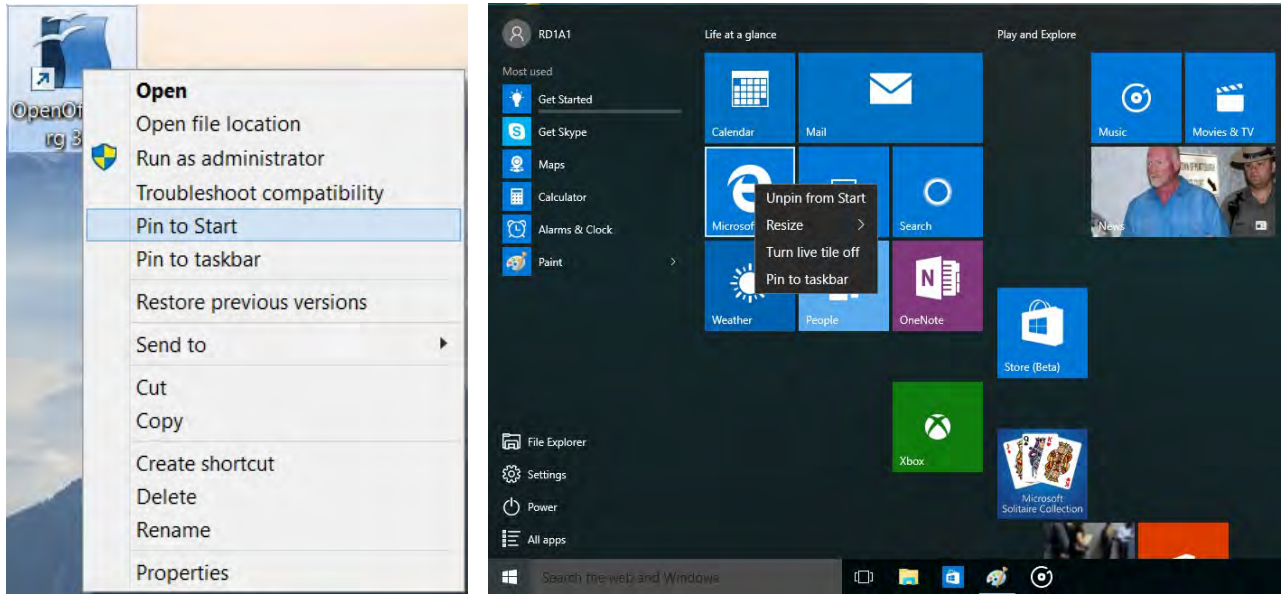 OpenOf
rg 3
Open
Open file location
Run as administrator
Troubleshoot compatibility
Pin to Start
Pin to taskbar
Restore previous versions
Send to
Cut
Copy
Create shortcut
Delete
Rename
Properties
RD1A1
Most used
Get Started
Get Skype
Maps
Calculator
Alarms & Clock
Paint
File Explorer
Settings
Power
All apps
Search the web and Windows
Life at a glance
Calendar
Mail
Microsof
Search
Unpin from Start
Resize
Turn live tile off
Pin to taskbar
Weather
People
OneNote
Xbox
Play and Explore
Music
Movies & TV
News
Store (Beta)
Microsoft
Solitaire Collection